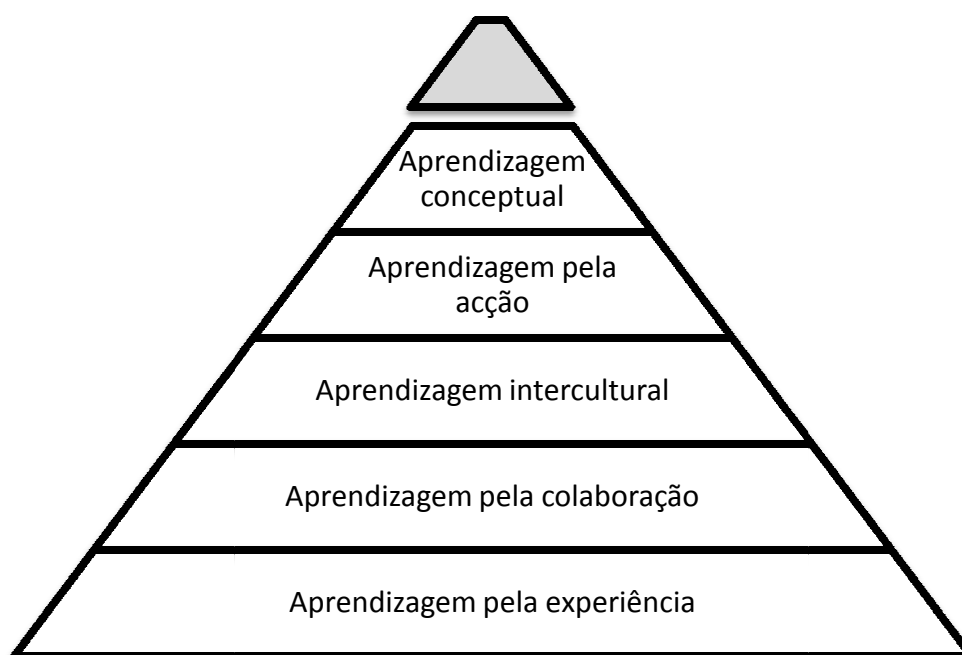 Aprendizagem
conceptual
Aprendizagem pela
acção
Aprendizagem intercultural
Aprendizagem pela colaboração
Aprendizagem pela experiência